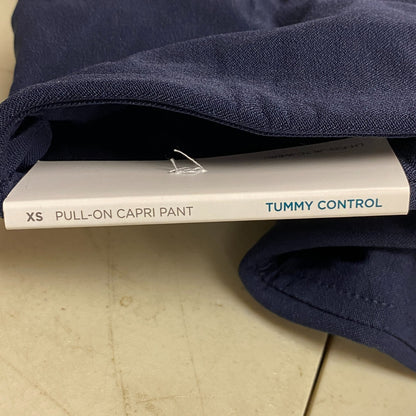 XS PULL-ON CAPRI PANT TUMMY CONTROL